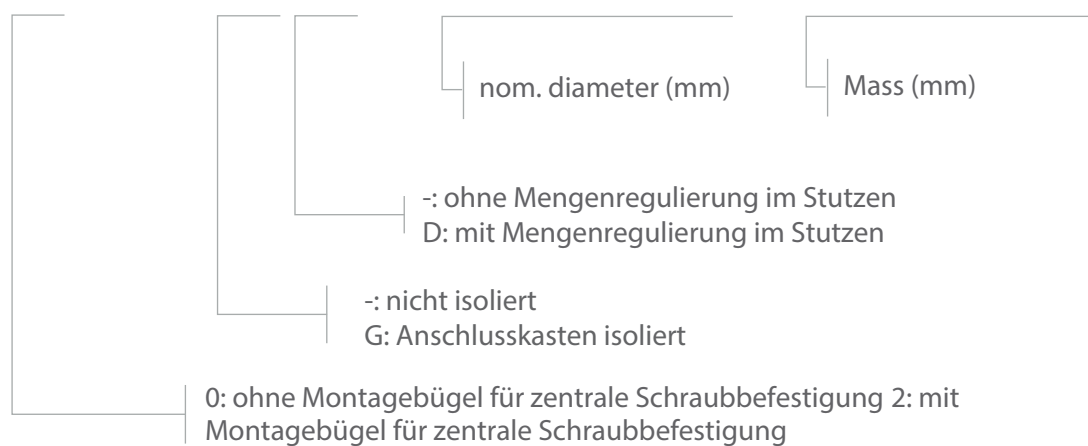 nom. diameter (mm)
Mass (mm)
-: ohne Mengenregulierung im Stutzen
D: mit Mengenregulierung im Stutzen
-: nicht isoliert
G: Anschlusskasten isoliert
0: ohne Montagebügel für zentrale Schraubbefestigung 2: mit
Montagebügel für zentrale Schraubbefestigung